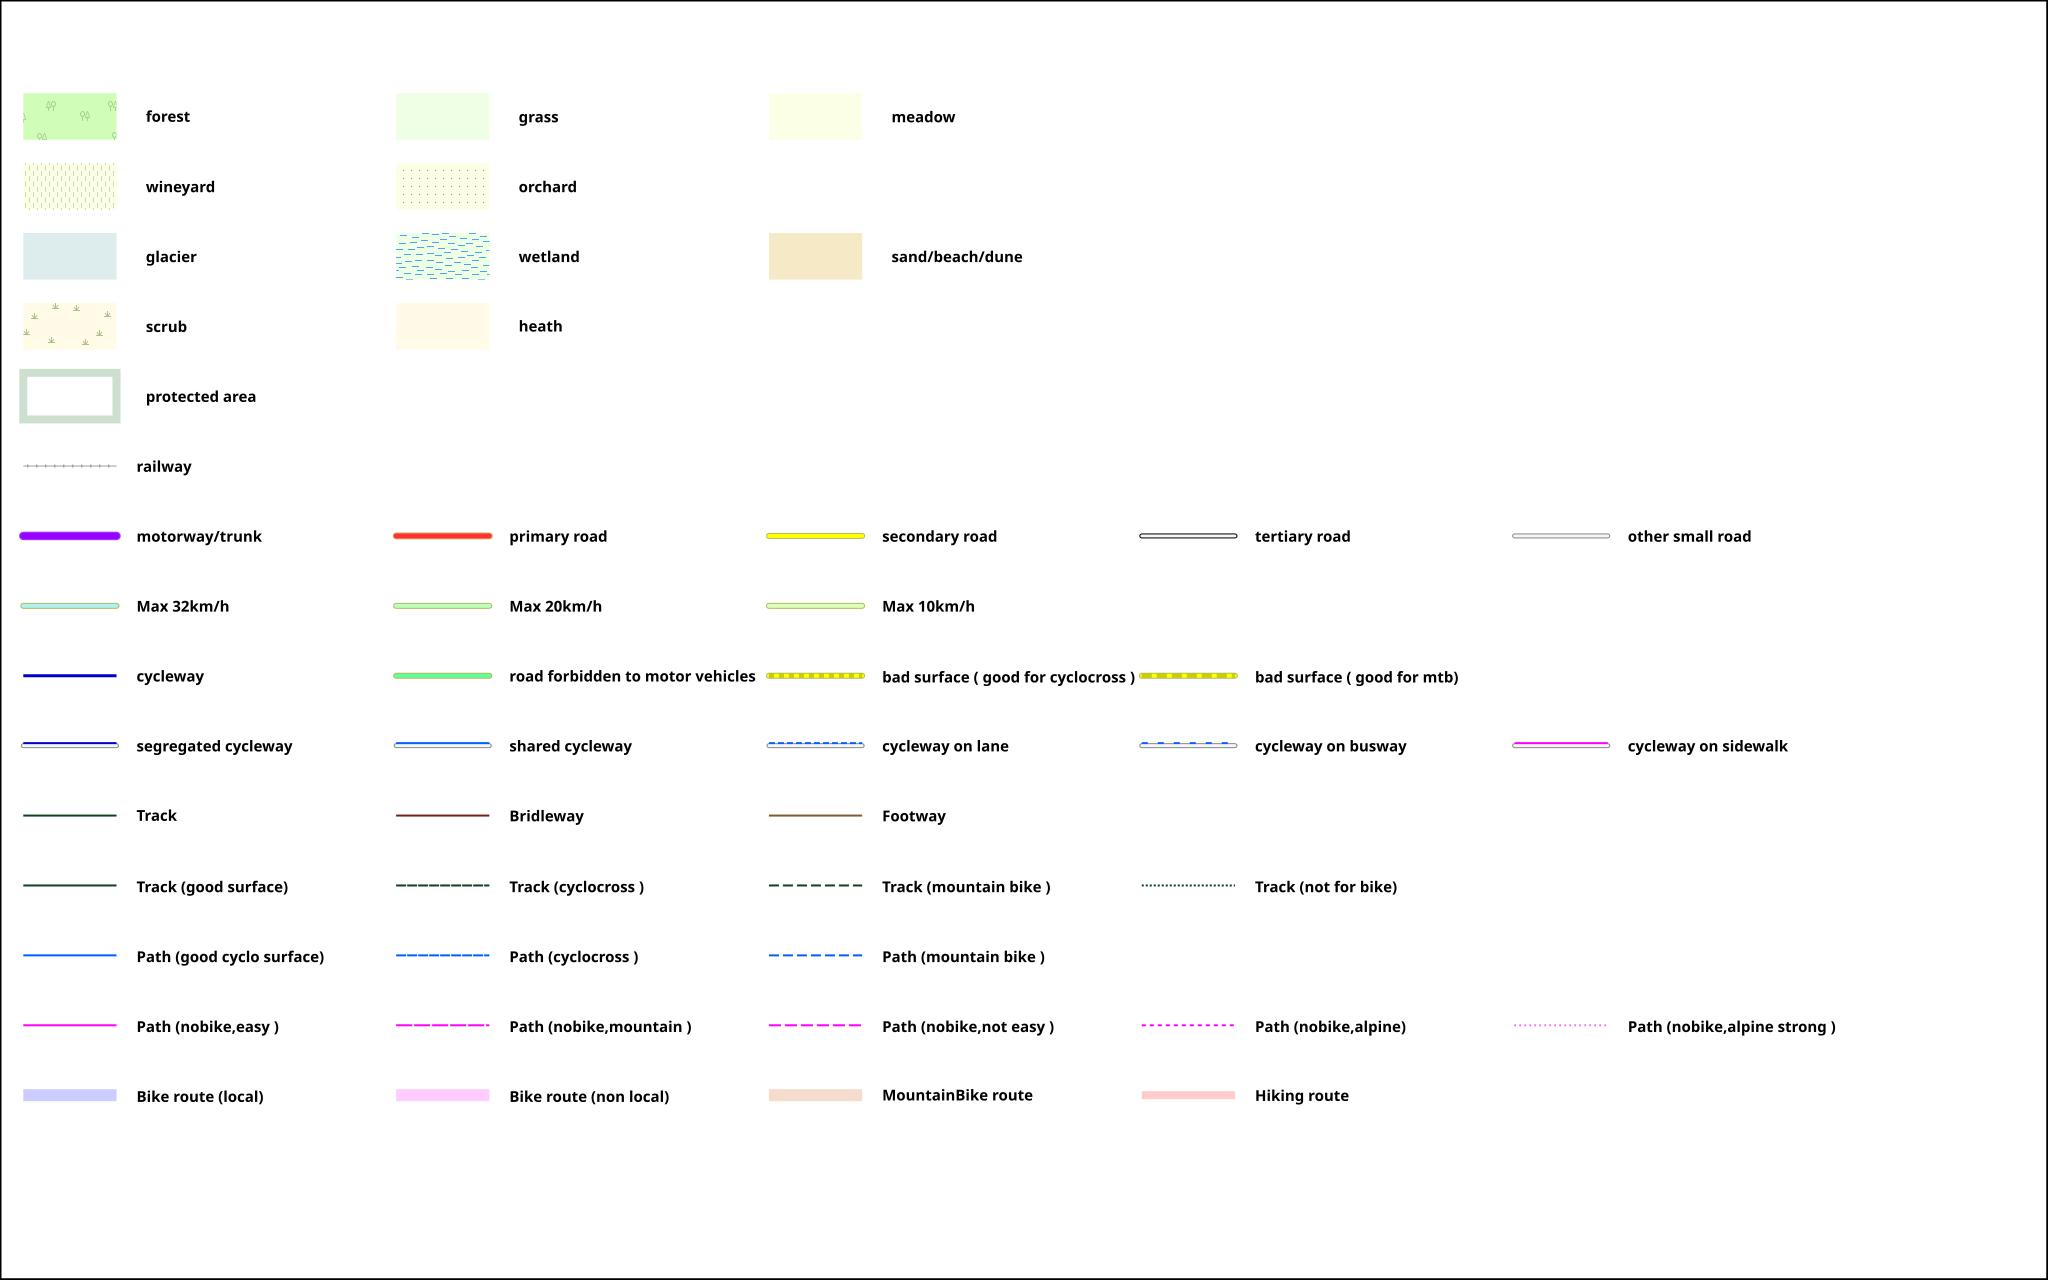 forest
grass
meadow
wineyard
orchard
glacier
wetland
sand/beach/dune
scrub
heath
protected area
railway
motorway/trunk
primary road
secondary road
tertiary road
other small road
Max 32km/h
Max 20km/h
Max 10km/h
cycleway
road forbidden to motor vehicles
bad surface ( good for cyclocross )
bad surface ( good for mtb)
segregated cycleway
shared cycleway
cycleway on lane
cycleway on busway
cycleway on sidewalk
Track
Bridleway
Footway
Track (good surface)
Track (cyclocross )
Track (mountain bike )
Track (not for bike)
Path (good cyclo surface)
Path (cyclocross )
Path (mountain bike )
Path (nobike,easy )
Path (nobike,mountain )
Path (nobike,not easy )
Path (nobike,alpine)
Path (nobike,alpine strong )
Bike route (local)
Bike route (non local)
MountainBike route
Hiking route